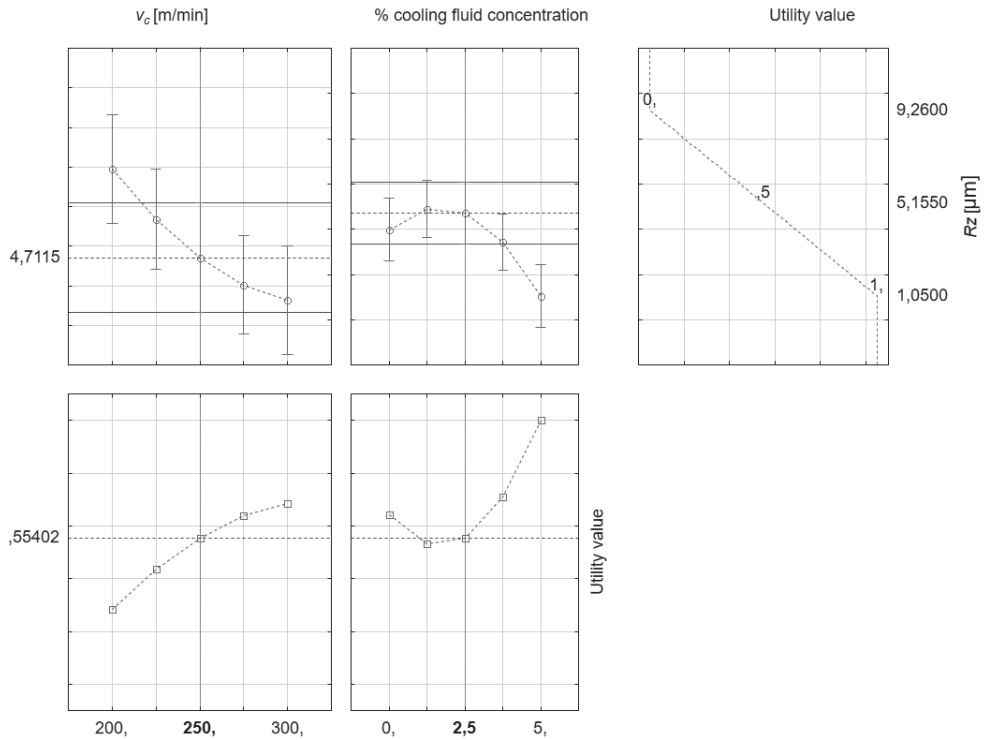 v_c [m/min] % cooling fluid concentration Utility value
0,
9,2600
,5
5,1550
Rz [µm]
4,7115
1,
1,0500
,55402
Utility value
200, 250, 300, 0, 2,5 5,